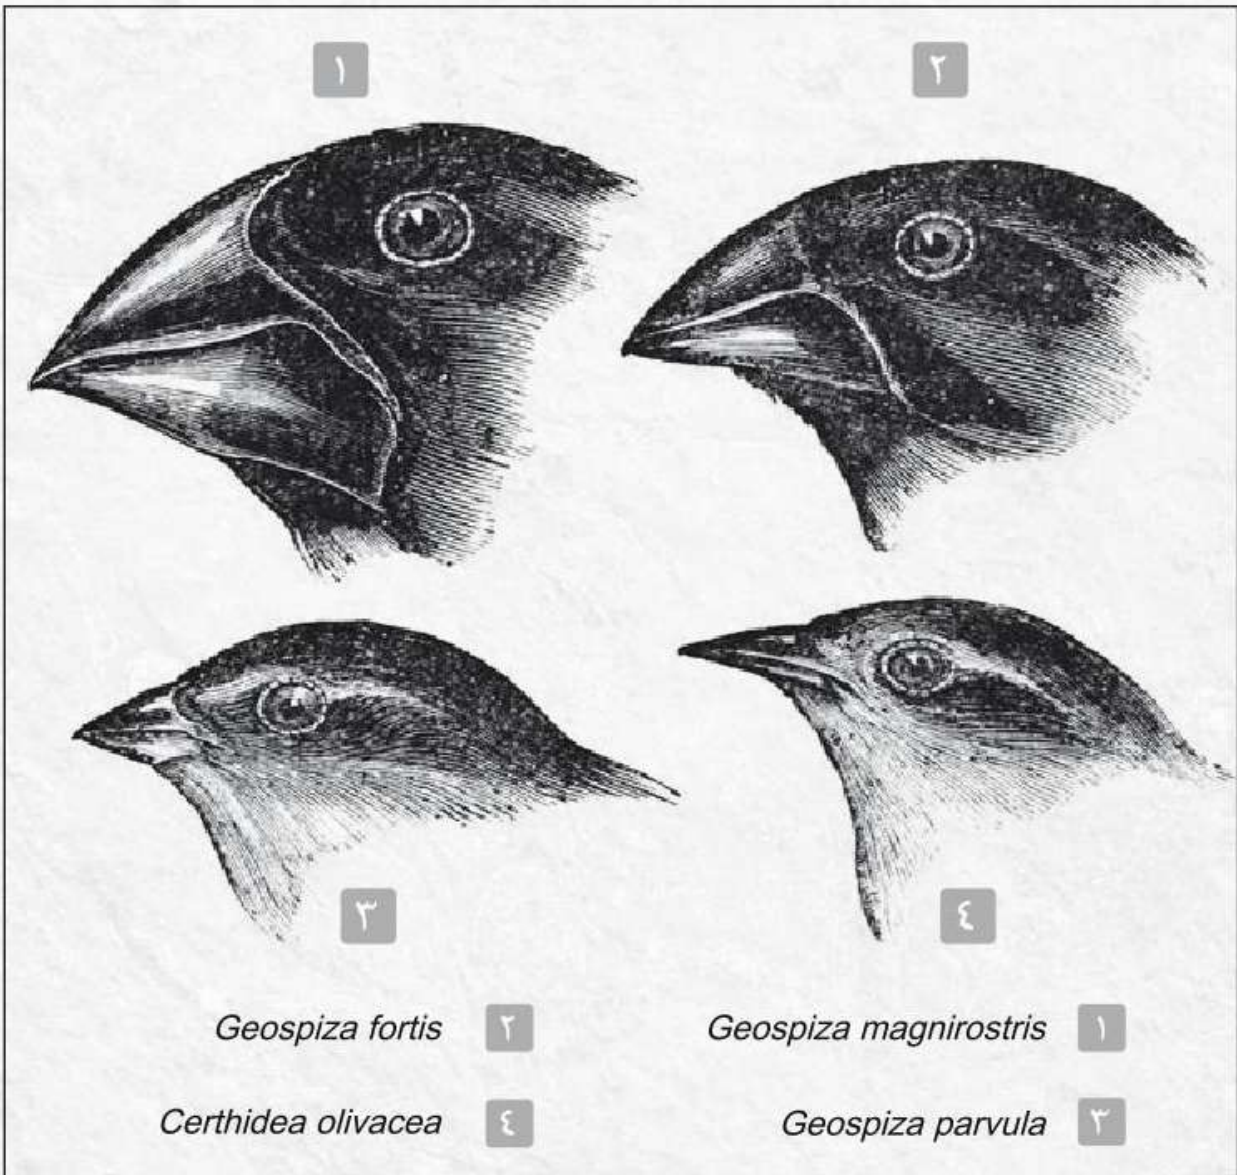 ١
٢
٣
٤
١ Geospiza magnirostris
٢ Geospiza fortis
٣ Geospiza parvula
٤ Certhidea olivacea